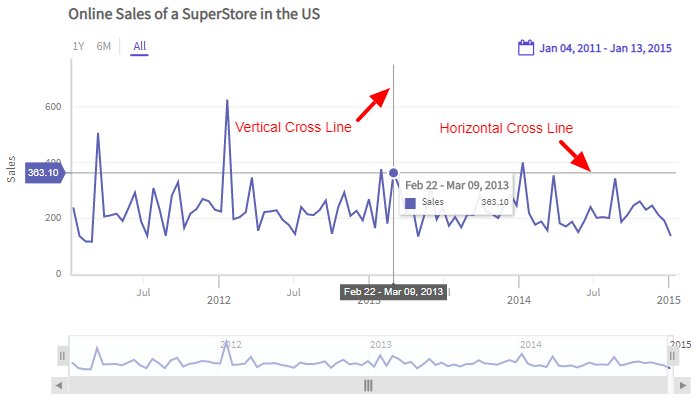 Online Sales of a SuperStore in the US
1Y 6M All
Jan 04, 2011 - Jan 13, 2015
Vertical Cross Line
Horizontal Cross Line
Sales
600
400
363.10
200
0
Feb 22 - Mar 09, 2013
Sales 363.10
Jul 2012 Jul 2013 2014 Jul 2015
Feb 22 - Mar 09, 2013
2012 2013 2014 2015